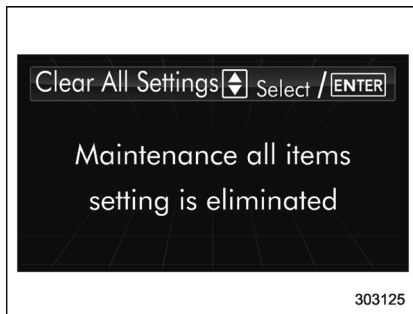 Clear All Settings Select / ENTER
Maintenance all items
setting is eliminated
303125